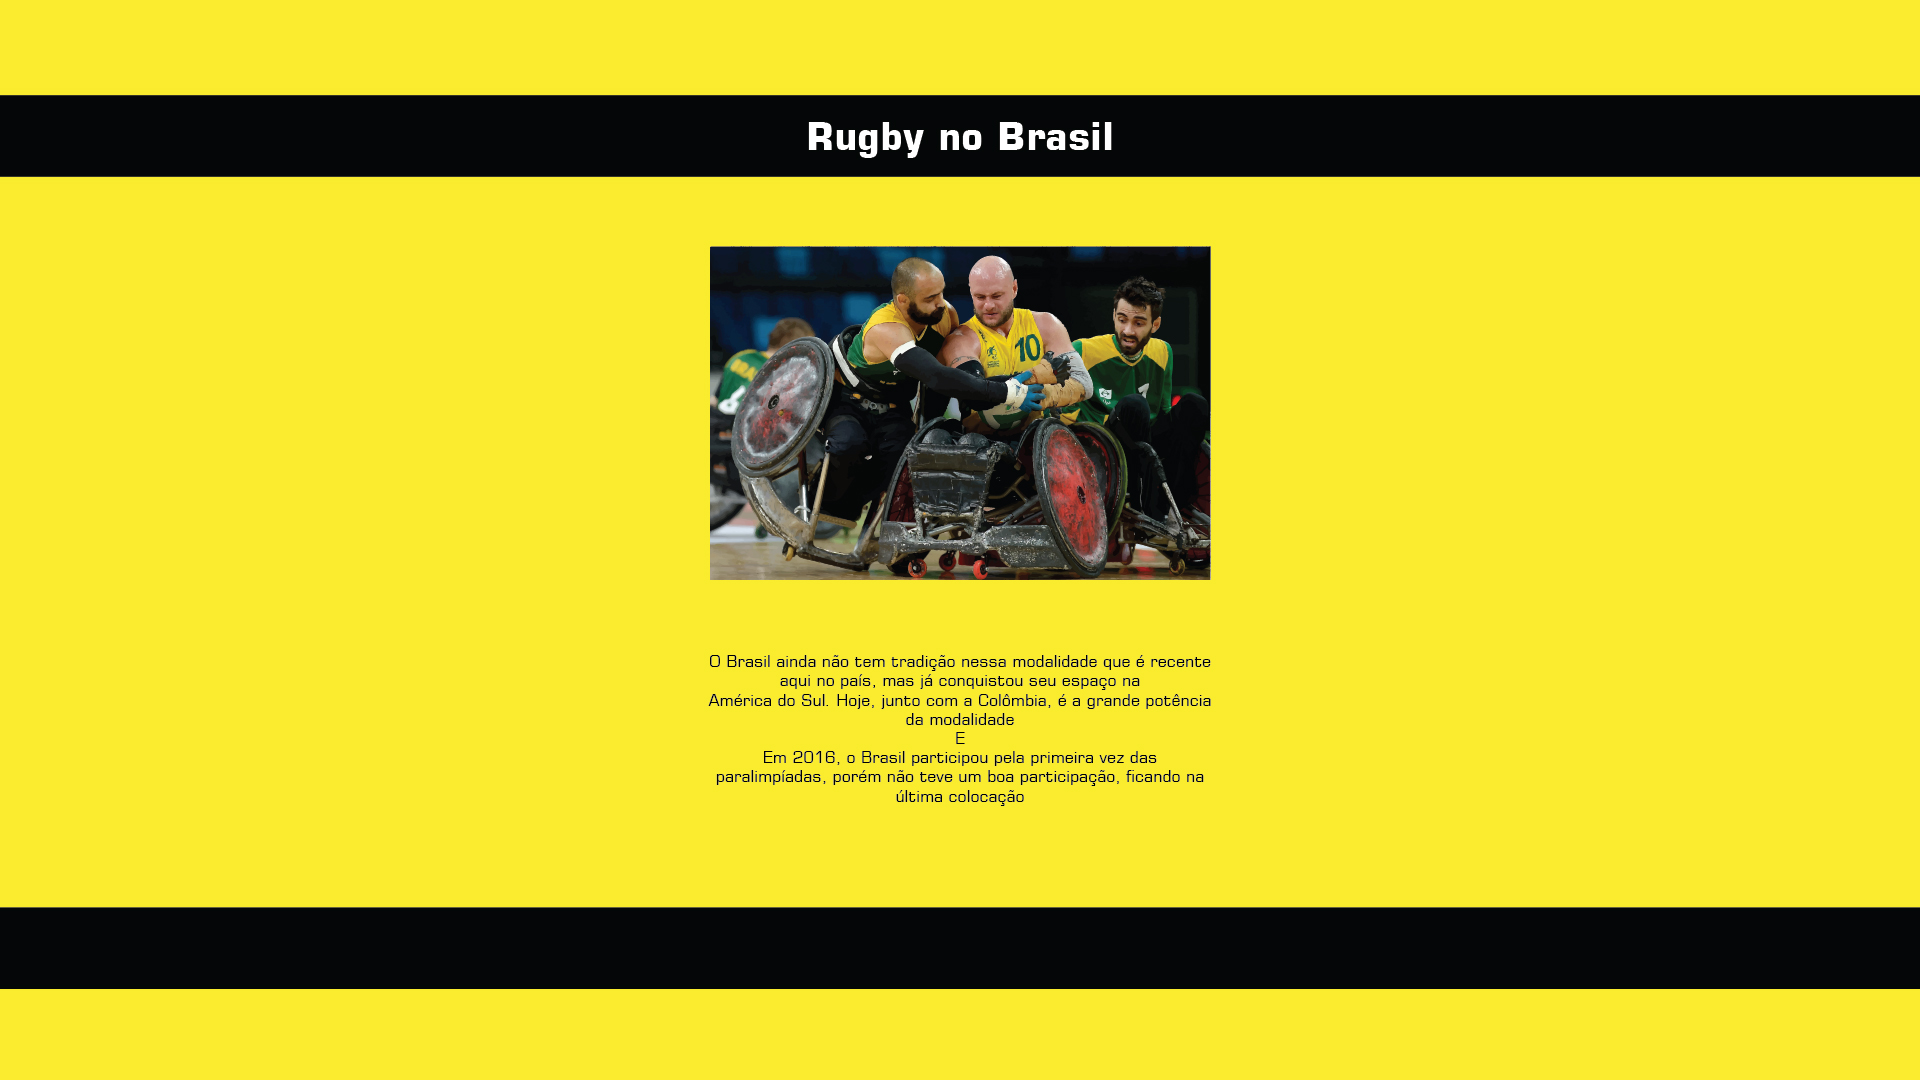 Rugby no Brasil
10
O Brasil ainda não tem tradição nessa modalidade que é recente
aqui no país, mas já conquistou seu espaço na
América do Sul. Hoje, junto com a Colômbia, é a grande potência
da modalidade
E
Em 2016, o Brasil participou pela primeira vez das
paralimpíadas, porém não teve um boa participação, ficando na
última colocação